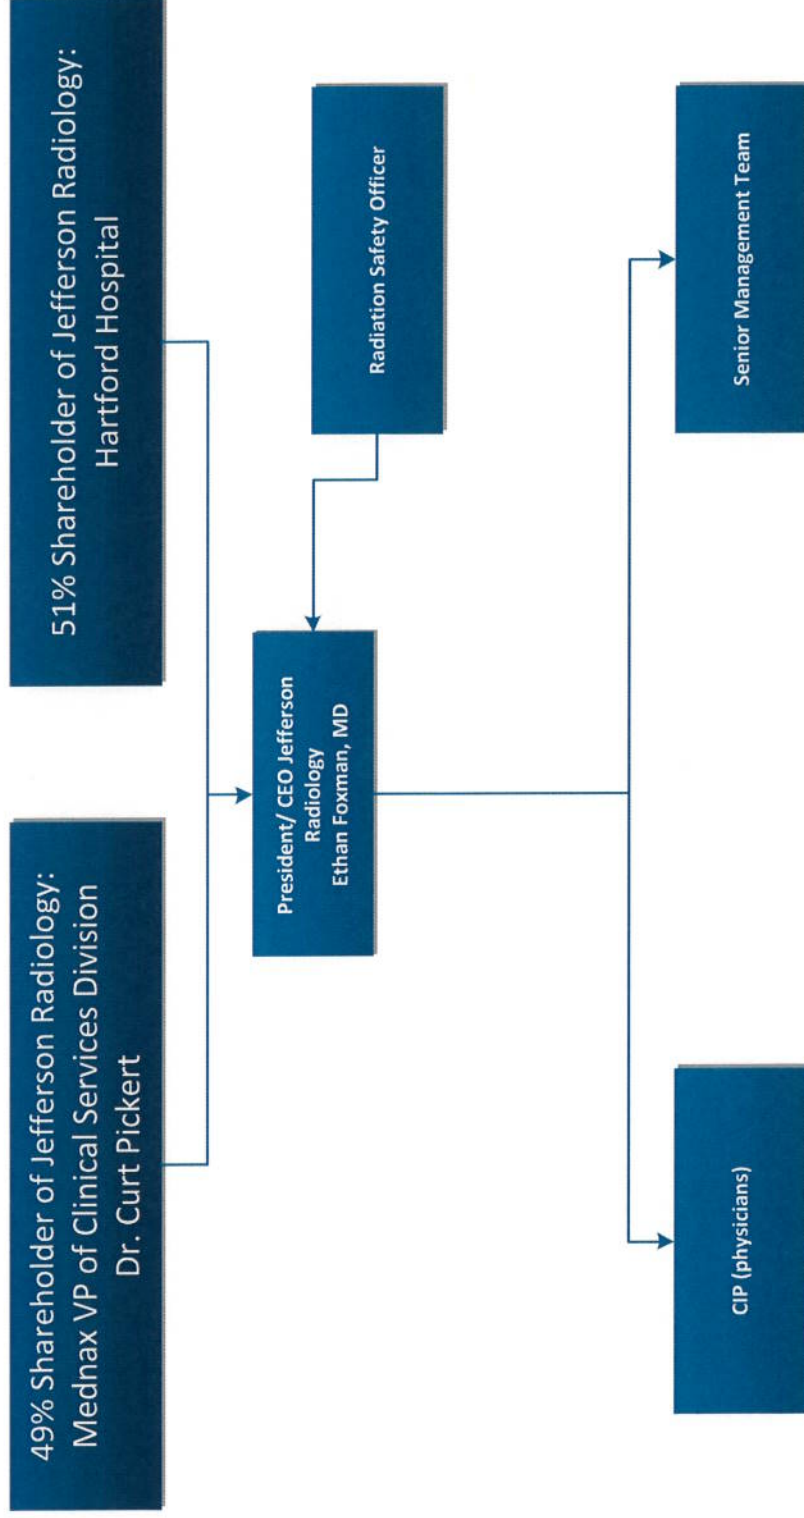 49% Shareholder of Jefferson Radiology:
Mednax VP of Clinical Services Division
Dr. Curt Pickert
51% Shareholder of Jefferson Radiology:
Hartford Hospital
President/ CEO Jefferson
Radiology
Ethan Foxman, MD
Radiation Safety Officer
CIP (physicians)
Senior Management Team